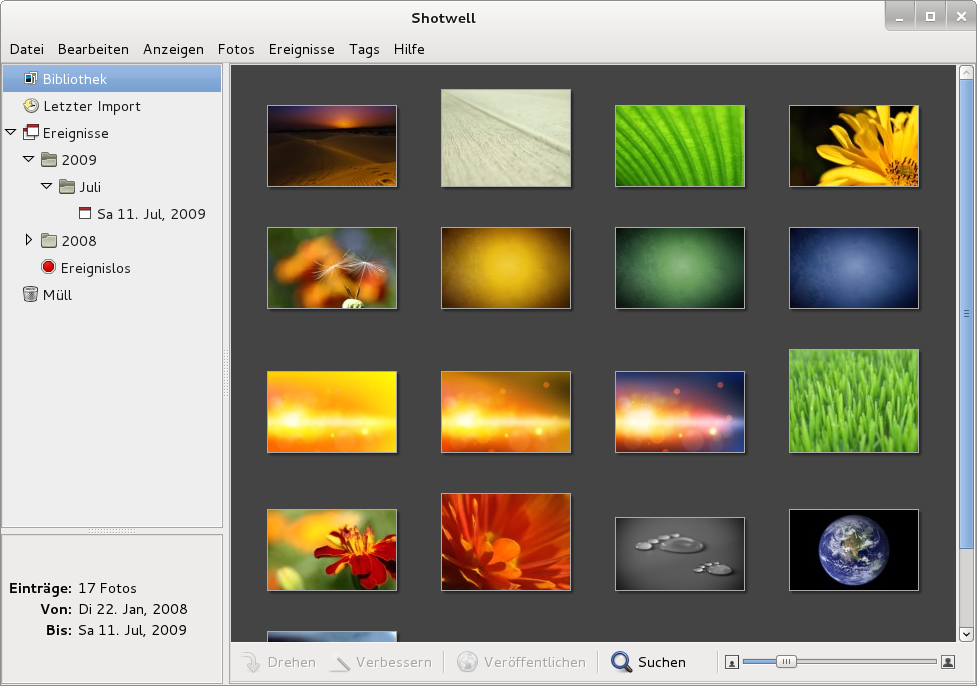 Shotwell
Datei Bearbeiten Anzeigen Fotos Ereignisse Tags Hilfe
Bibliothek
Letzter Import
Ereignisse
2009
Juli
Sa 11. Jul, 2009
2008
Ereignislos
Müll
Einträge: 17 Fotos
Von: Di 22. Jan, 2008
Bis: Sa 11. Jul, 2009
Drehen Verbessern Veröffentlichen Suchen